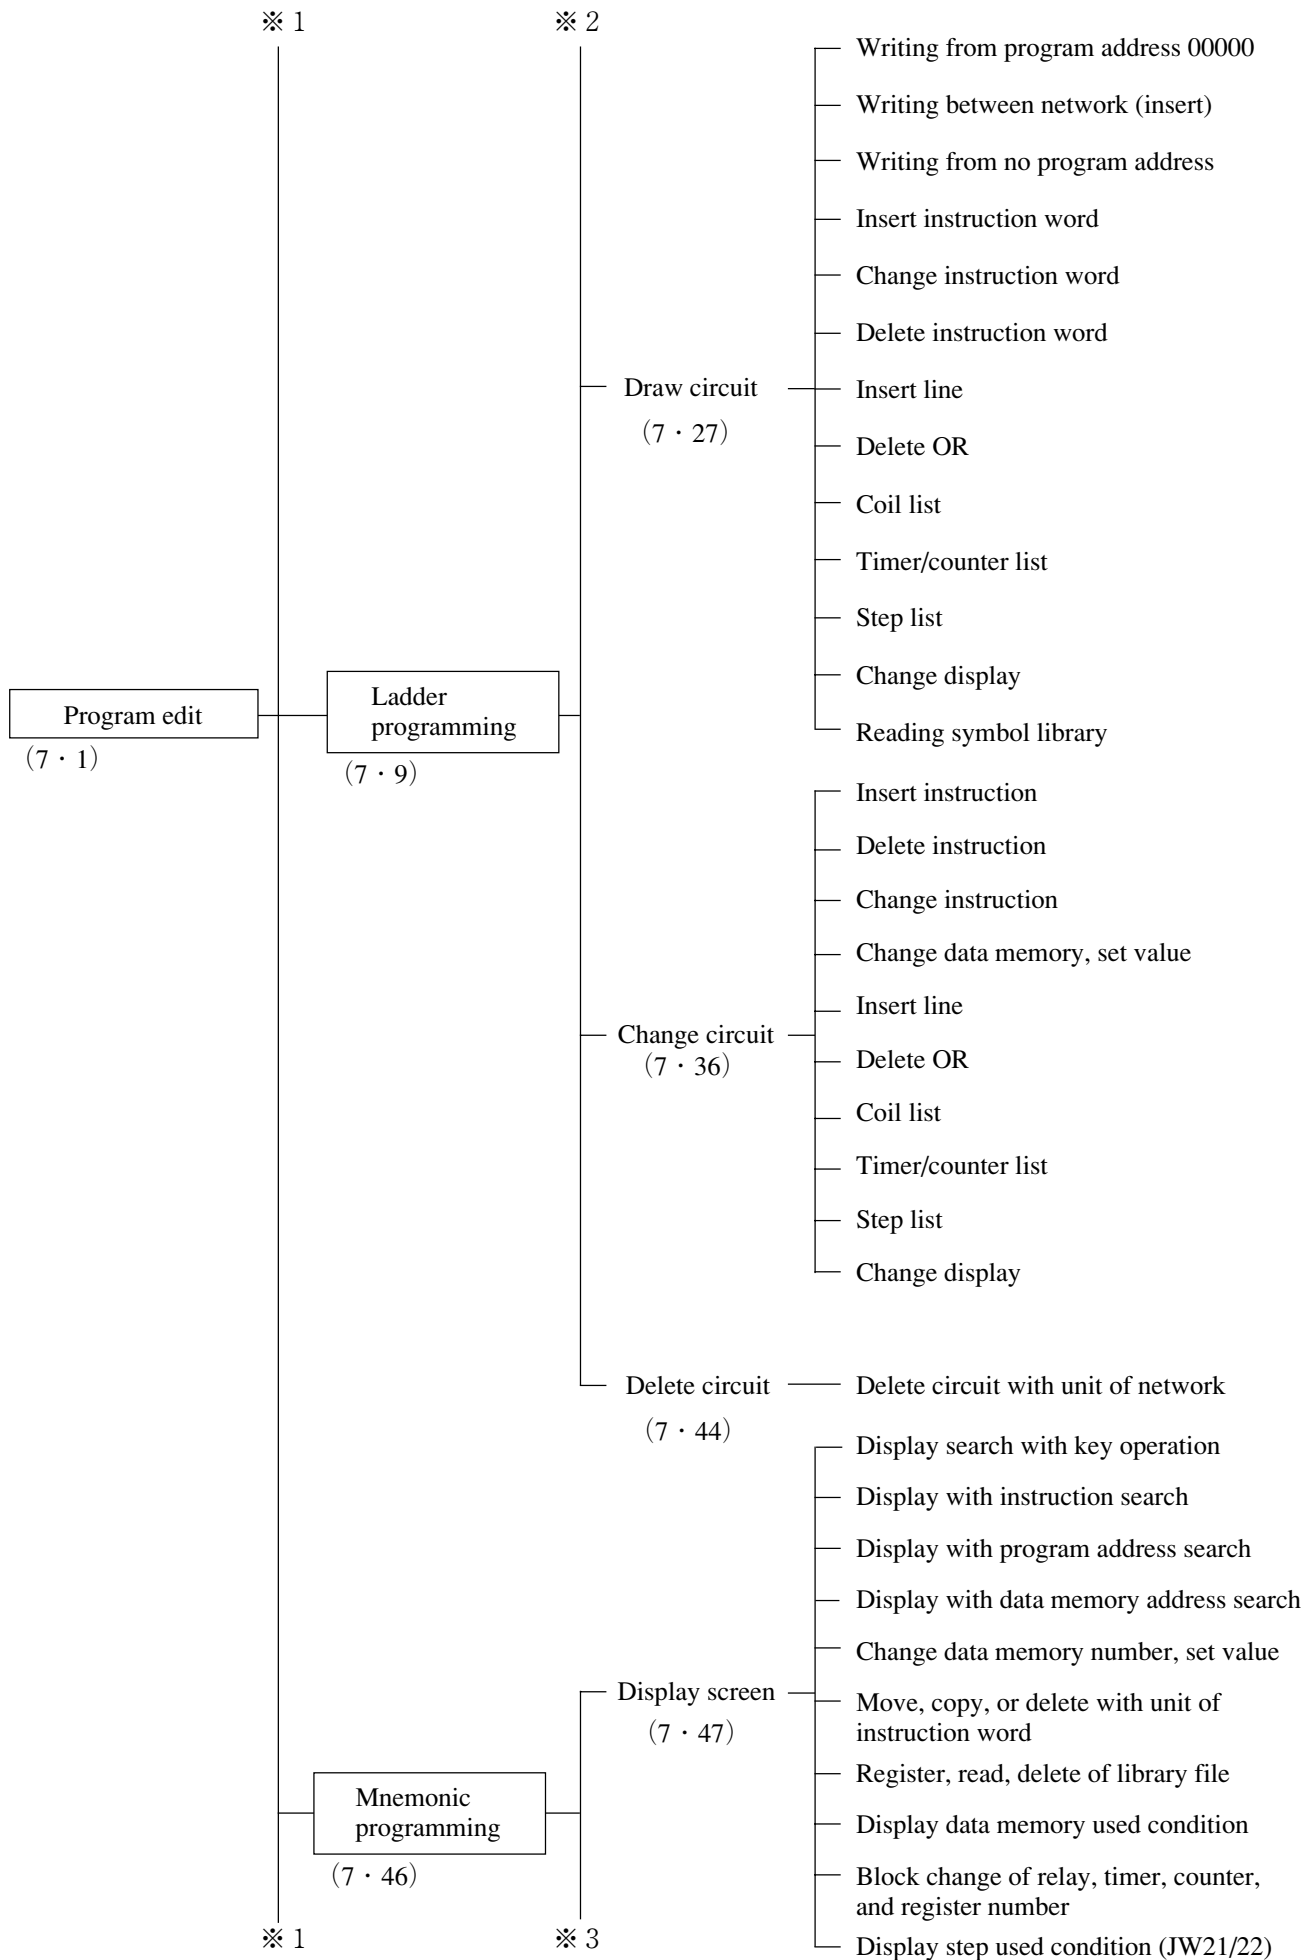 ※ 1
※ 2
Writing from program address 00000
Writing between network (insert)
Writing from no program address
Insert instruction word
Change instruction word
Delete instruction word
Draw circuit
(7・27)
Insert line
Delete OR
Coil list
Timer/counter list
Step list
Change display
Reading symbol library
Program edit
(7・1)
Ladder
programming
(7・9)
Insert instruction
Delete instruction
Change instruction
Change data memory, set value
Insert line
Change circuit
(7・36)
Delete OR
Coil list
Timer/counter list
Step list
Change display
Delete circuit
(7・44)
Delete circuit with unit of network
Display search with key operation
Display with instruction search
Display with program address search
Display with data memory address search
Change data memory number, set value
Display screen
(7・47)
Move, copy, or delete with unit of
instruction word
Register, read, delete of library file
Mnemonic
programming
(7・46)
Display data memory used condition
Block change of relay, timer, counter,
and register number
Display step used condition (JW21/22)
※ 1
※ 3